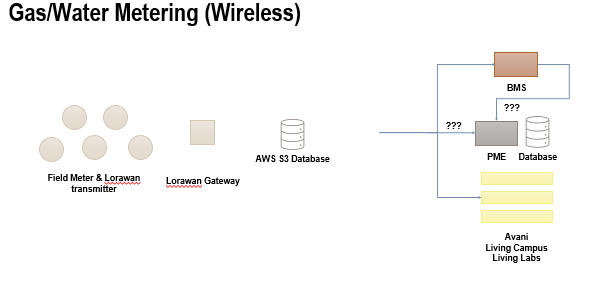 Gas/Water Metering (Wireless)
BMS
???
???
PME Database
AWS S3 Database
Field Meter & Lorawan
transmitter
Lorawan Gateway
Avani
Living Campus
Living Labs